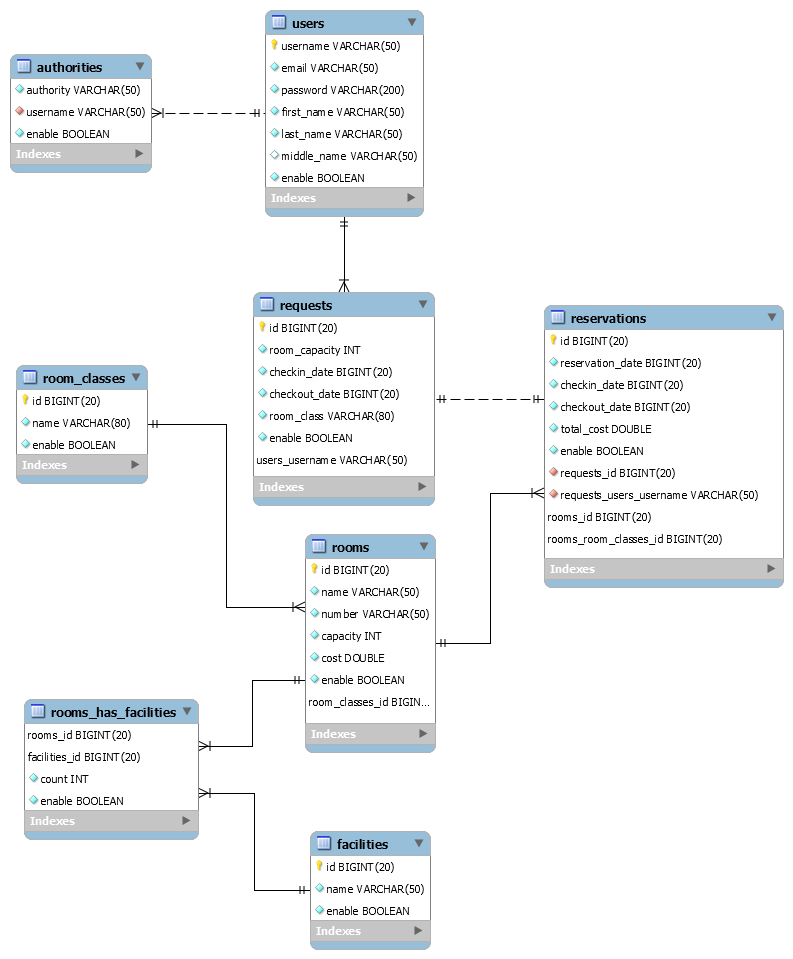 users
username VARCHAR(50)
email VARCHAR(50)
password VARCHAR(200)
first_name VARCHAR(50)
last_name VARCHAR(50)
middle_name VARCHAR(50)
enable BOOLEAN
Indexes
authorities
authority VARCHAR(50)
username VARCHAR(50)
enable BOOLEAN
Indexes
requests
id BIGINT(20)
room_capacity INT
checkin_date BIGINT(20)
checkout_date BIGINT(20)
room_class VARCHAR(80)
enable BOOLEAN
users_username VARCHAR(50)
Indexes
reservations
id BIGINT(20)
reservation_date BIGINT(20)
checkin_date BIGINT(20)
checkout_date BIGINT(20)
total_cost DOUBLE
enable BOOLEAN
requests_id BIGINT(20)
requests_users_username VARCHAR(50)
rooms_id BIGINT(20)
rooms_room_classes_id BIGINT(20)
Indexes
room_classes
id BIGINT(20)
name VARCHAR(80)
enable BOOLEAN
Indexes
rooms
id BIGINT(20)
name VARCHAR(50)
number VARCHAR(50)
capacity INT
cost DOUBLE
enable BOOLEAN
room_classes_id BIGIN...
Indexes
rooms_has_facilities
rooms_id BIGINT(20)
facilities_id BIGINT(20)
count INT
enable BOOLEAN
Indexes
facilities
id BIGINT(20)
name VARCHAR(50)
enable BOOLEAN
Indexes